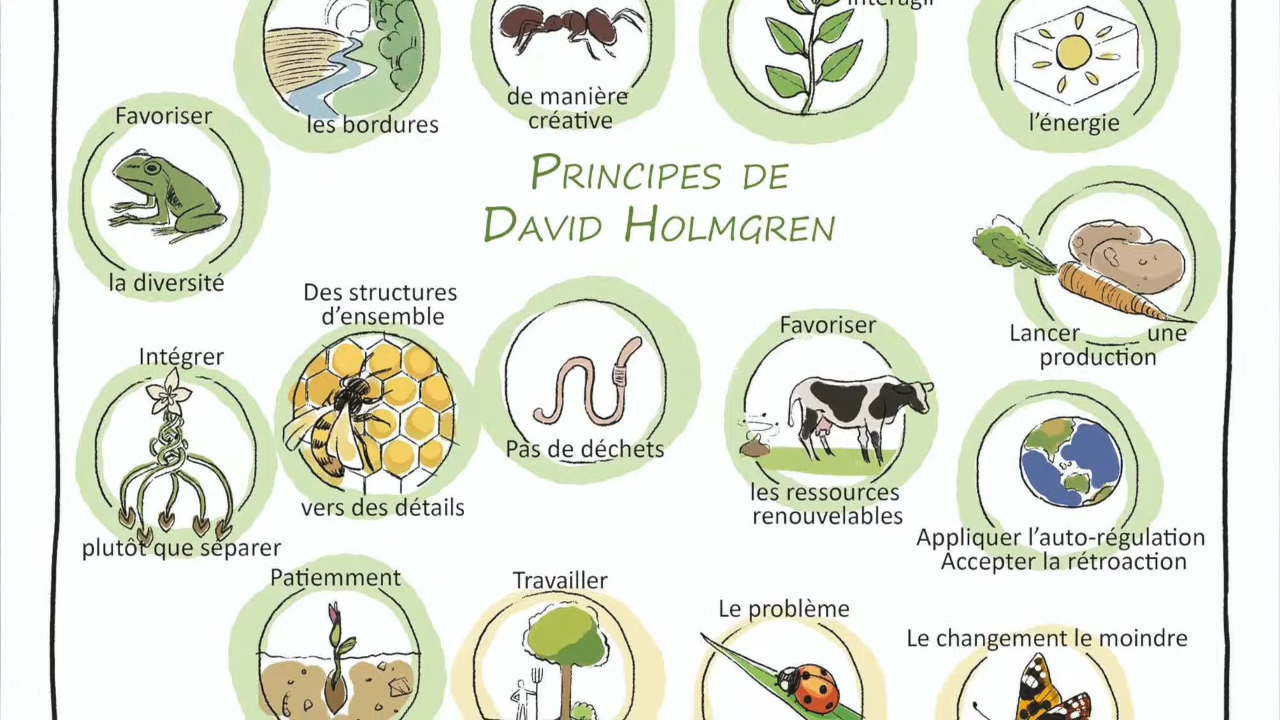 interagir
les bordures
de manière
créative
l'énergie
PRINCIPES DE
DAVID HOLMGREN
Favoriser
la diversité
Lancer une
production
Des structures
d'ensemble
vers des détails
Pas de déchets
Favoriser
les ressources
renouvelables
Intégrer
plutôt que séparer
Appliquer l'auto-régulation
Accepter la rétroaction
Patiemment
Travailler
Le problème
Le changement le moindre